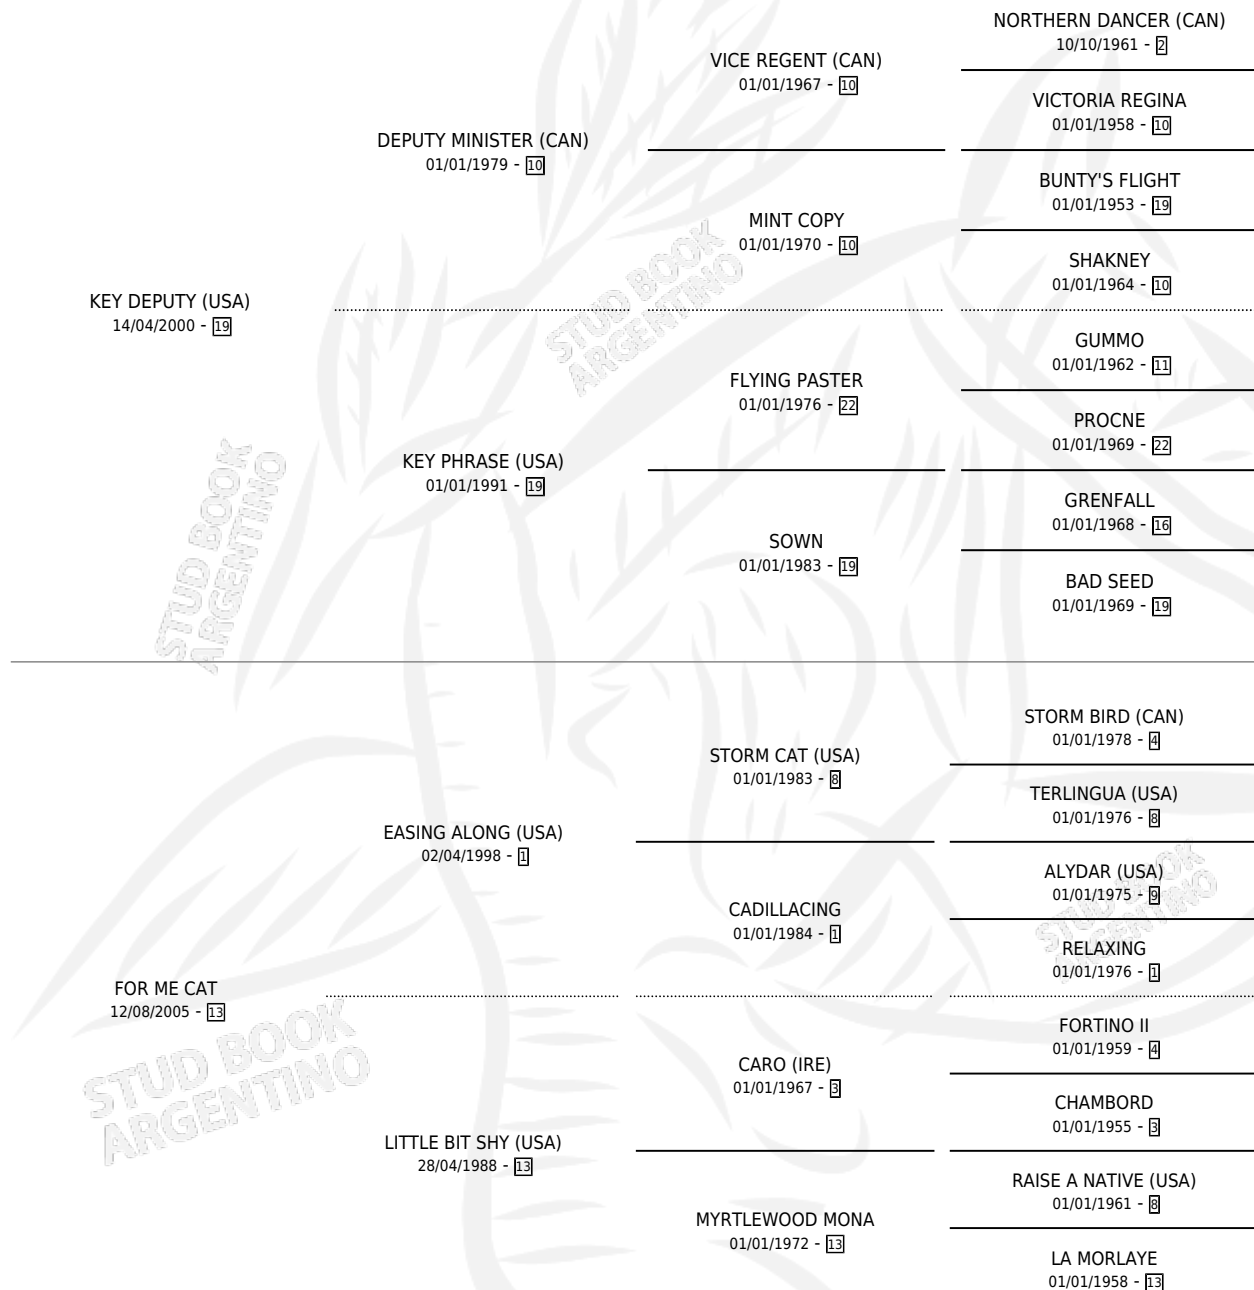 NORTHERN DANCER (CAN)
10/10/1961 - 2
VICE REGENT (CAN)
01/01/1967 - 10
VICTORIA REGINA
01/01/1958 - 10
DEPUTY MINISTER (CAN)
01/01/1979 - 10
BUNTY'S FLIGHT
01/01/1953 - 19
MINT COPY
01/01/1970 - 10
SHAKNEY
01/01/1964 - 10
KEY DEPUTY (USA)
14/04/2000 - 19
GUMMO
01/01/1962 - 11
FLYING PASTER
01/01/1976 - 22
PROCNE
01/01/1969 - 22
KEY PHRASE (USA)
01/01/1991 - 19
GRENFALL
01/01/1968 - 16
SOWN
01/01/1983 - 19
BAD SEED
01/01/1969 - 19
STORM BIRD (CAN)
01/01/1978 - 4
STORM CAT (USA)
01/01/1983 - 8
TERLINGUA (USA)
01/01/1976 - 8
EASING ALONG (USA)
02/04/1998 - 1
ALYDAR (USA)
01/01/1975 - 9
CADILLACING
01/01/1984 - 1
RELAXING
01/01/1976 - 1
FOR ME CAT
12/08/2005 - 13
FORTINO II
01/01/1959 - 4
CARO (IRE)
01/01/1967 - 3
CHAMBORD
01/01/1955 - 3
LITTLE BIT SHY (USA)
28/04/1988 - 13
RAISE A NATIVE (USA)
01/01/1961 - 8
MYRTLEWOOD MONA
01/01/1972 - 13
LA MORLAYE
01/01/1958 - 13
STUD BOOK
ARGENTINO
STUD BOOK
ARGENTINO
STUD BOOK
ARGENTINO
STUD BOOK
ARGENTINO